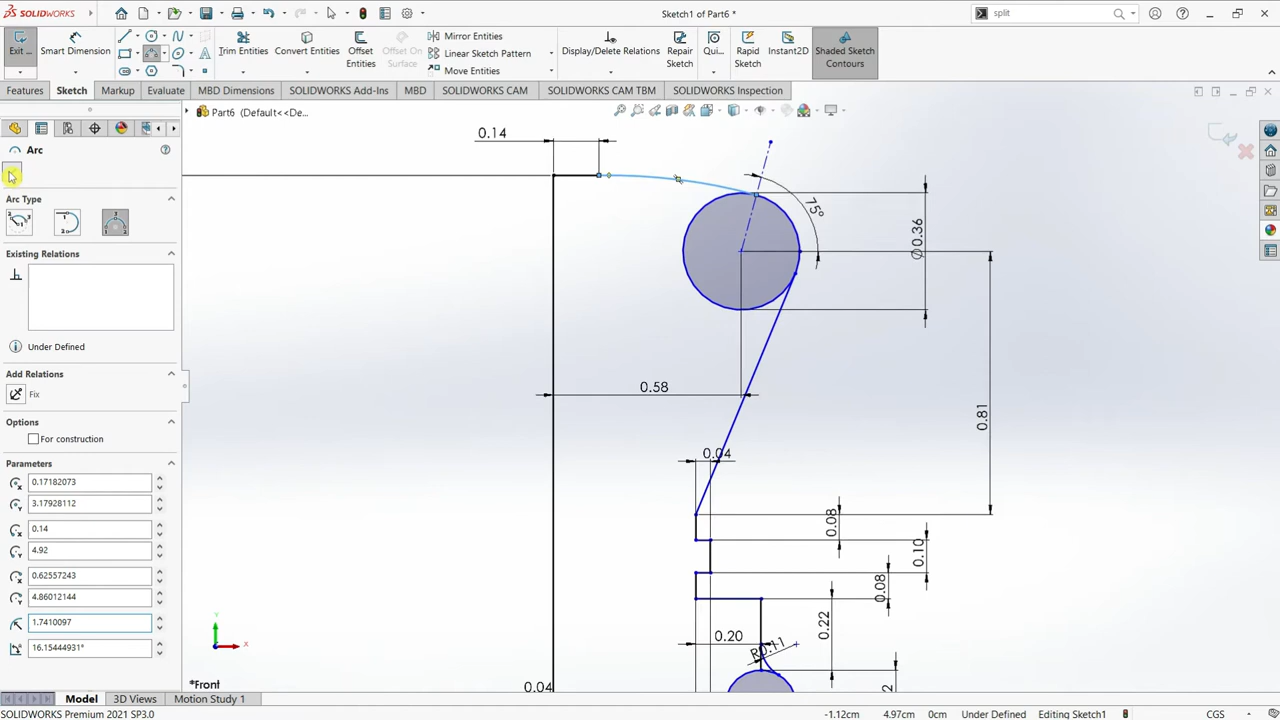 SOLIDWORKS
Sketch1 of Part6 *
split
Exit ...
Smart Dimension
Trim Entities
Convert Entities
Offset Entities
Offset On Surface
Mirror Entities
Linear Sketch Pattern
Move Entities
Display/Delete Relations
Repair Sketch
Qui...
Rapid Sketch
Instant2D
Shaded Sketch Contours
Features
Sketch
Markup
Evaluate
MBD Dimensions
SOLIDWORKS Add-Ins
MBD
SOLIDWORKS CAM
SOLIDWORKS CAM TBM
SOLIDWORKS Inspection
Part6 (Default<<De...
Arc
Arc Type
Existing Relations
Under Defined
Add Relations
Fix
Options
For construction
Parameters
0.17182073
3.17928112
0.14
4.92
0.62557243
4.86012144
1.7410097
16.15444931°
0.14
75°
∅0.36
0.81
0.58
0.04
0.08
0.10
0.08
0.22
0.20
R0.11
0.04
2
Y
X
*Front
Model
3D Views
Motion Study 1
SOLIDWORKS Premium 2021 SP3.0
-1.12cm
4.97cm
0cm
Under Defined
Editing Sketch1
CGS